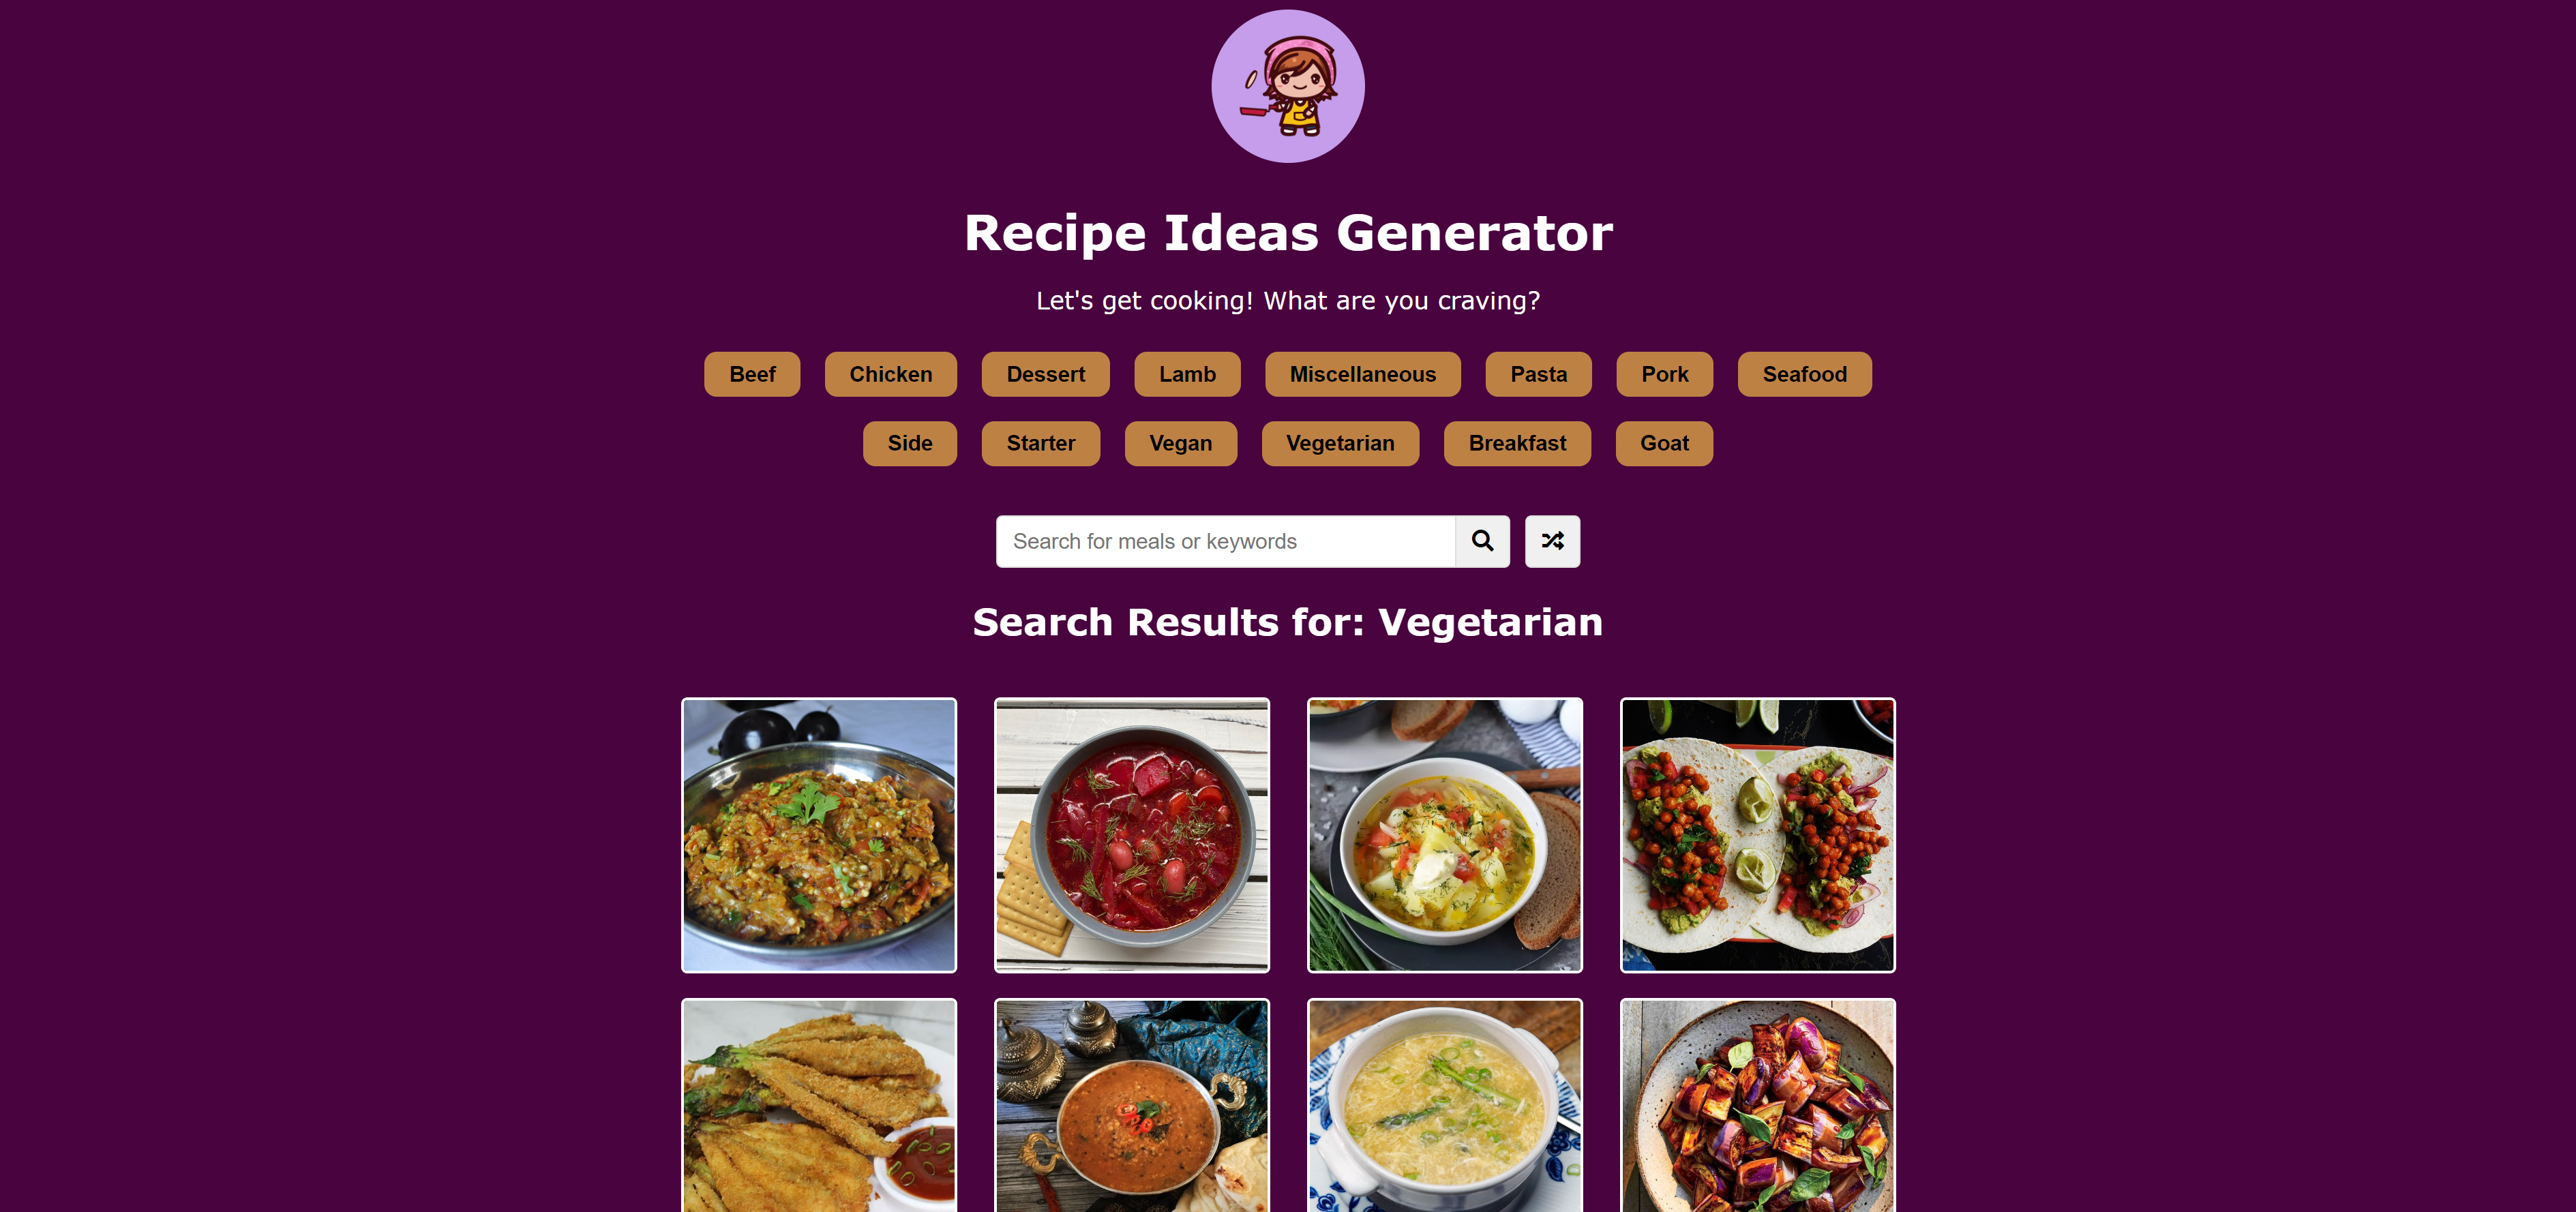 Recipe Ideas Generator
Let's get cooking! What are you craving?
Beef Chicken Dessert Lamb Miscellaneous Pasta Pork Seafood
Side Starter Vegan Vegetarian Breakfast Goat
Search for meals or keywords
Search Results for: Vegetarian